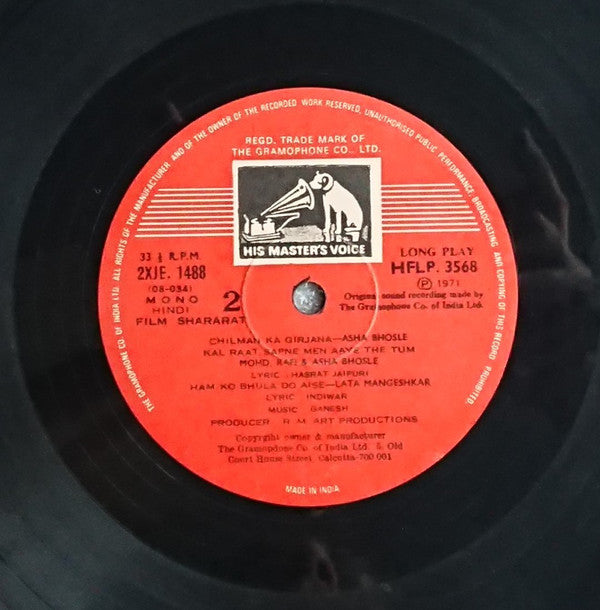 THE GRAMOPHONE CO. OF INDIA LTD. ALL RIGHTS OF THE MANUFACTURER AND OF THE OWNER OF THE RECORDED WORK RESERVED. UNAUTHORISED PUBLIC PERFORMANCE, BROADCASTING AND COPYING OF THIS RECORD PROHIBITED.
REGD. TRADE MARK OF
THE GRAMOPHONE CO., LTD.
HIS MASTER'S VOICE
33 ⅓ R.P.M.
2XJE. 1488
(08-034)
MONO
HINDI
FILM SHARARAT
2
LONG PLAY
HFLP. 3568
Ⓟ 1971
Original sound recording made by
The Gramophone Co. of India Ltd.
CHILMAN KA GIRJANA—ASHA BHOSLE
KAL RAAT SAPNE MEN AAYE THE TUM
MOHD. RAFI & ASHA BHOSLE
LYRIC : HASRAT JAIPURI
HAM KO BHULA DO AISE—LATA MANGESHKAR
LYRIC : INDIWAR
MUSIC : GANESH
PRODUCER : R. M. ART PRODUCTIONS
Copyright owner & manufacturer
The Gramophone Co. of India Ltd. 8, Old
Court House Street, Calcutta-700 001
MADE IN INDIA